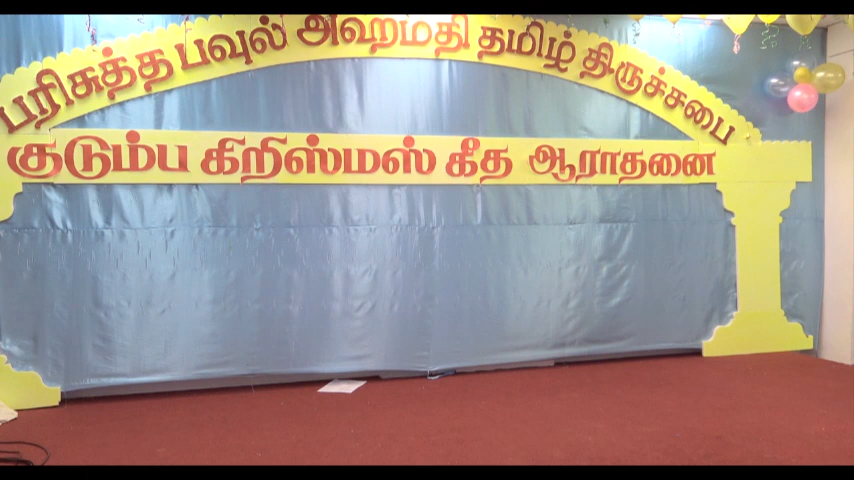 பரிசுத்த பவுல் அஹமதி தமிழ் திருச்சபை
குடும்ப கிறிஸ்மஸ் கீத ஆராதனை